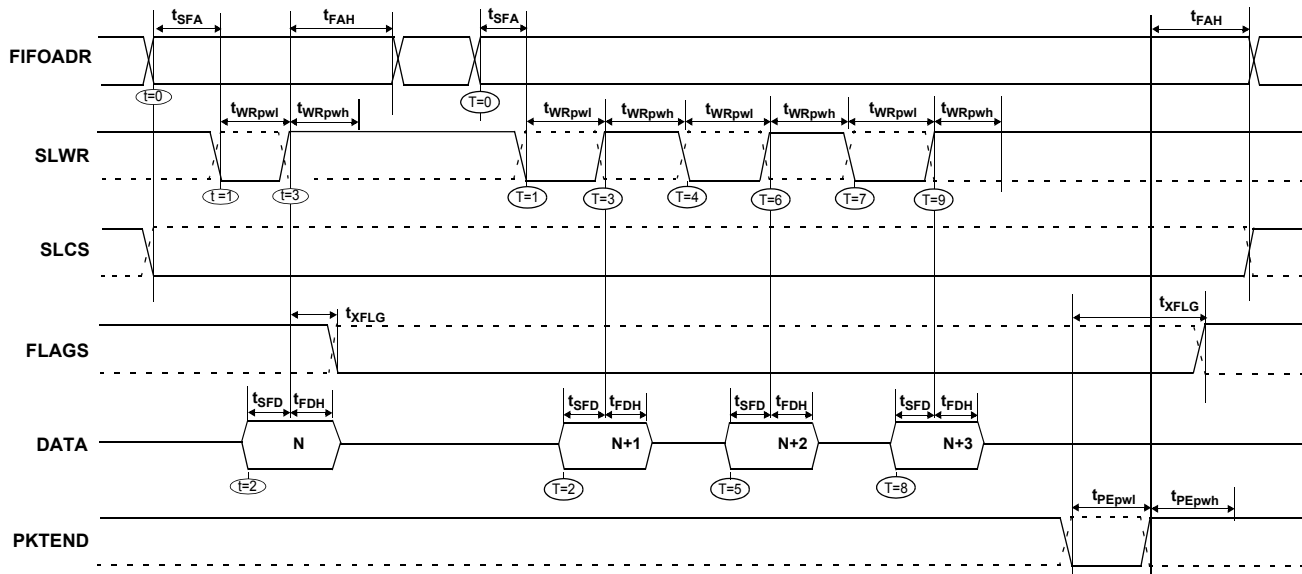 tSFA tFAH tSFA tFAH
FIFOADR
t=0 T=0
tWRpwl tWRpwh tWRpwl tWRpwh tWRpwl tWRpwh tWRpwl tWRpwh
SLWR
t =1 t=3 T=1 T=3 T=4 T=6 T=7 T=9
SLCS
tXFLG tXFLG
FLAGS
tSFD tFDH tSFD tFDH tSFD tFDH tSFD tFDH
DATA N N+1 N+2 N+3
t=2 T=2 T=5 T=8
tPEpwl tPEpwh
PKTEND